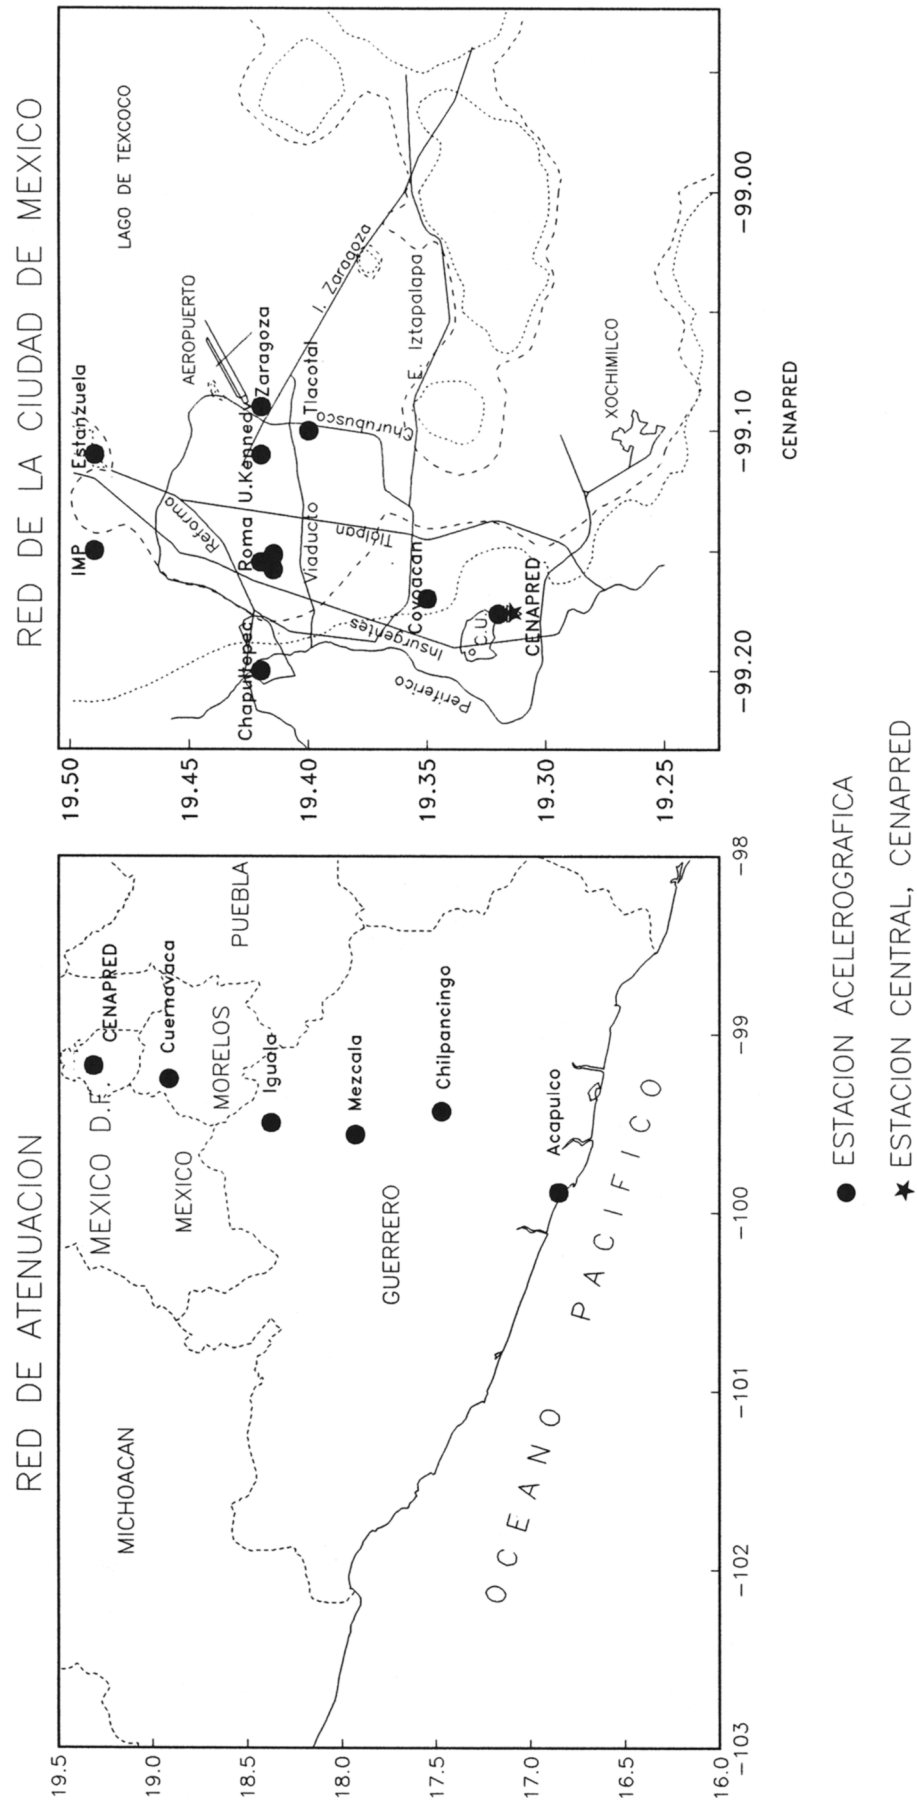 RED DE ATENUACION
19.5
19.0
18.5
18.0
17.5
17.0
16.5
16.0
-103
-102
-101
-100
-99
-98
MICHOACAN
MEXICO D.F.
MEXICO
MORELOS
PUEBLA
GUERRERO
CENAPRED
Cuernavaca
Iguala
Mezcala
Chilpancingo
Acapulco
OCEANO PACIFICO
RED DE LA CIUDAD DE MEXICO
19.50
19.45
19.40
19.35
19.30
19.25
-99.20
-99.10
-99.00
CENAPRED
LAGO DE TEXCOCO
AEROPUERTO
IMP
Estanzuela
Reforma
Chapultepec
Roma
U.Kennedy
Zaragoza
I. Zaragoza
Tlacotal
Viaducto
Churubusco
Tlalpan
Insurgentes
Periferico
Coyoacan
E. Iztapalapa
C.U.
CENAPRED
XOCHIMILCO
ESTACION ACELEROGRAFICA
ESTACION CENTRAL, CENAPRED